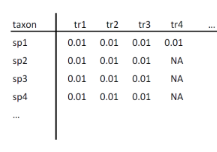 taxon tr1 tr2 tr3 tr4 ...
sp1 0.01 0.01 0.01 0.01
sp2 0.01 0.01 0.01 NA
sp3 0.01 0.01 0.01 NA
sp4 0.01 0.01 0.01 NA
...